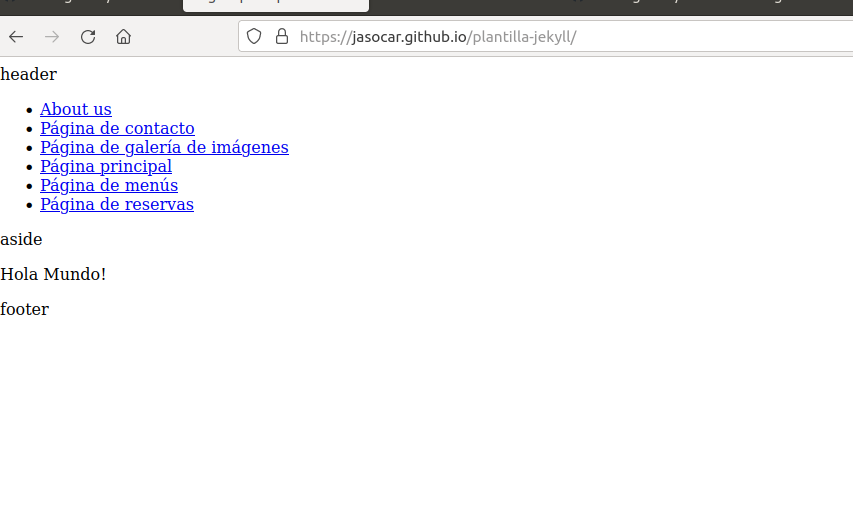 https://jasocar.github.io/plantilla-jekyll/
header
About us
Página de contacto
Página de galería de imágenes
Página principal
Página de menús
Página de reservas
aside
Hola Mundo!
footer